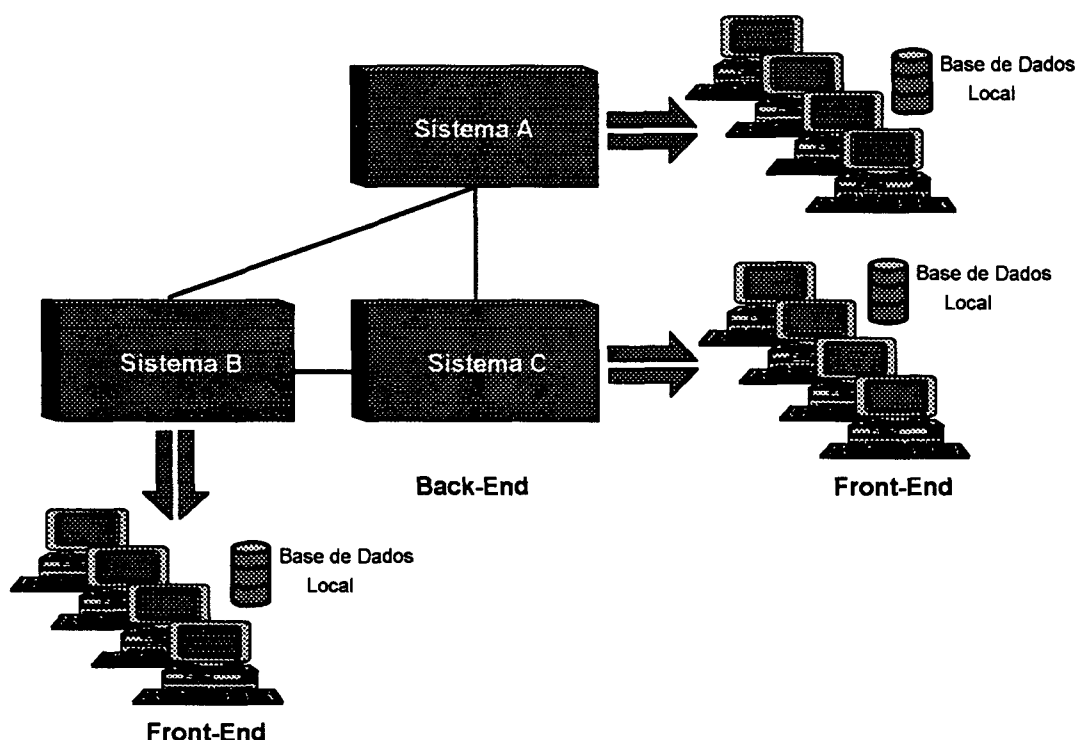 Sistema A
Base de Dados
Local
Sistema B
Sistema C
Base de Dados
Local
Back-End
Front-End
Base de Dados
Local
Front-End